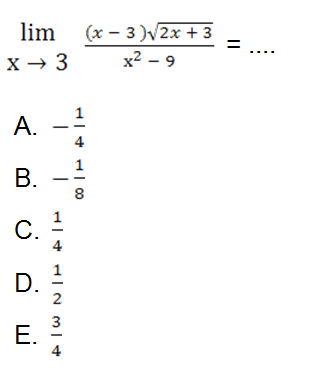 lim (x − 3 )√2x + 3 = ....
x → 3 x² − 9
A. − 1/4
B. − 1/8
C. 1/4
D. 1/2
E. 3/4